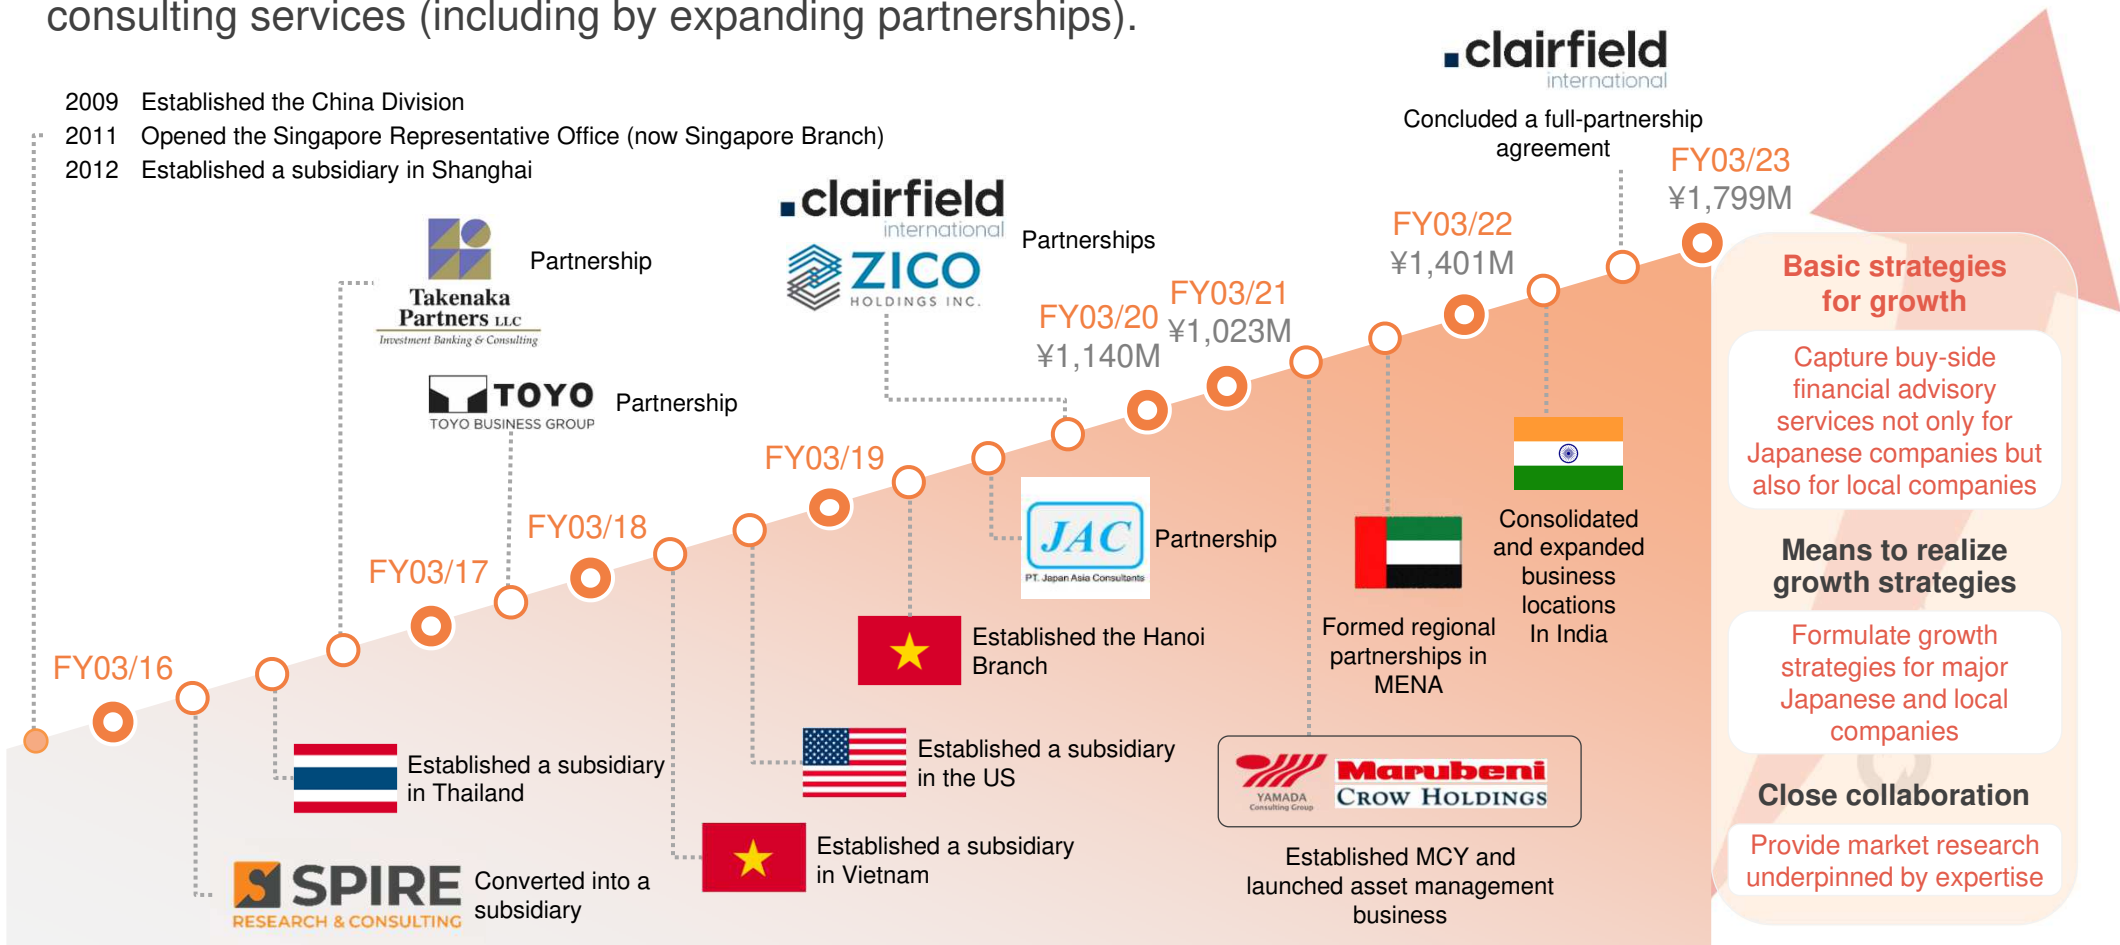 consulting services (including by expanding partnerships).
2009 Established the China Division
2011 Opened the Singapore Representative Office (now Singapore Branch)
2012 Established a subsidiary in Shanghai
Takenaka
Partners LLC
Investment Banking & Consulting
Partnership
TOYO
TOYO BUSINESS GROUP
Partnership
clairfield
international
ZICO
HOLDINGS INC.
Partnerships
clairfield
international
Concluded a full-partnership
agreement
FY03/16
FY03/17
FY03/18
FY03/19
FY03/20
¥1,140M
FY03/21
¥1,023M
FY03/22
¥1,401M
FY03/23
¥1,799M
SPIRE
RESEARCH & CONSULTING
Converted into a
subsidiary
Established a subsidiary
in Thailand
Established a subsidiary
in Vietnam
Established a subsidiary
in the US
Established the Hanoi
Branch
JAC
PT. Japan Asia Consultants
Partnership
YAMADA
Consulting Group
Marubeni
CROW HOLDINGS
Established MCY and
launched asset management
business
Formed regional
partnerships in
MENA
Consolidated
and expanded
business
locations
In India
Basic strategies
for growth
Capture buy-side
financial advisory
services not only for
Japanese companies but
also for local companies
Means to realize
growth strategies
Formulate growth
strategies for major
Japanese and local
companies
Close collaboration
Provide market research
underpinned by expertise